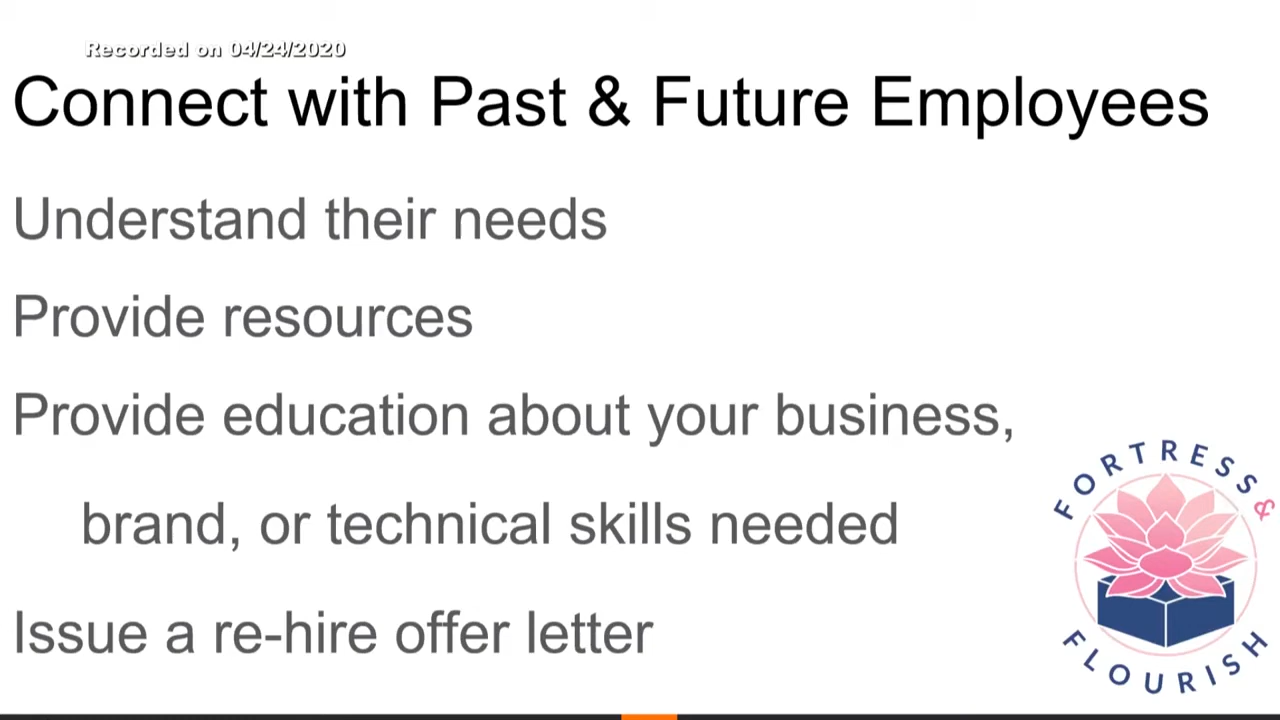 Recorded on 04/24/2020
Connect with Past & Future Employees
Understand their needs
Provide resources
Provide education about your business,
brand, or technical skills needed
Issue a re-hire offer letter
FORTRESS &
FLOURISH